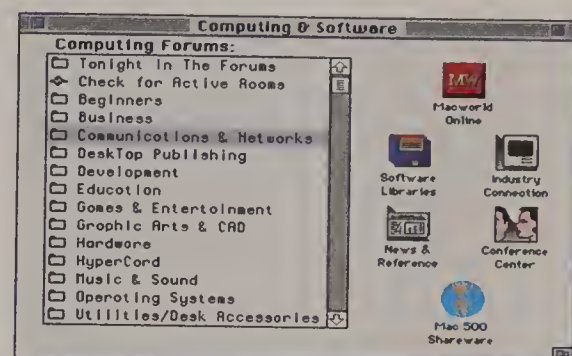 Computing & Software
Computing Forums:
Tonight In The Forums
Check for Active Rooms
Beginners
Business
Communications & Networks
DeskTop Publishing
Development
Education
Games & Entertainment
Graphic Arts & CAD
Hardware
HyperCard
Music & Sound
Operating Systems
Utilities/Desk Accessories
MW
Macworld
Online
Software
Libraries
Industry
Connection
News &
Reference
Conference
Center
Mac 500
Shareware